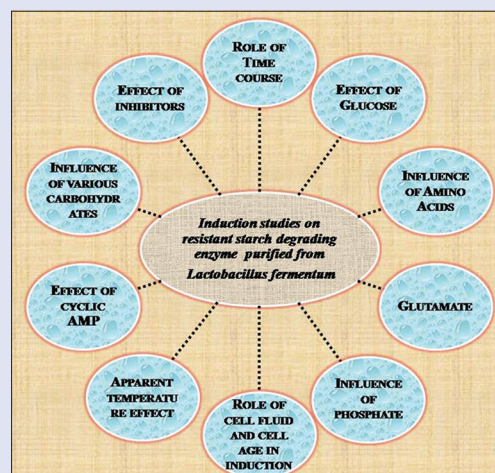 ROLE OF
TIME
COURSE
EFFECT OF
GLUCOSE
INFLUENCE
OF AMINO
ACIDS
GLUTAMATE
INFLUENCE
OF
PHOSPHATE
ROLE OF
CELL FLUID
AND CELL
AGE IN
INDUCTION
APPARENT
TEMPERATU
RE EFFECT
EFFECT OF
CYCLIC
AMP
INFLUENCE
OF VARIOUS
CARBOHYDR
ATES
EFFECT OF
INHIBITORS
Induction studies on
resistant starch degrading
enzyme purified from
Lactobacillus fermentum